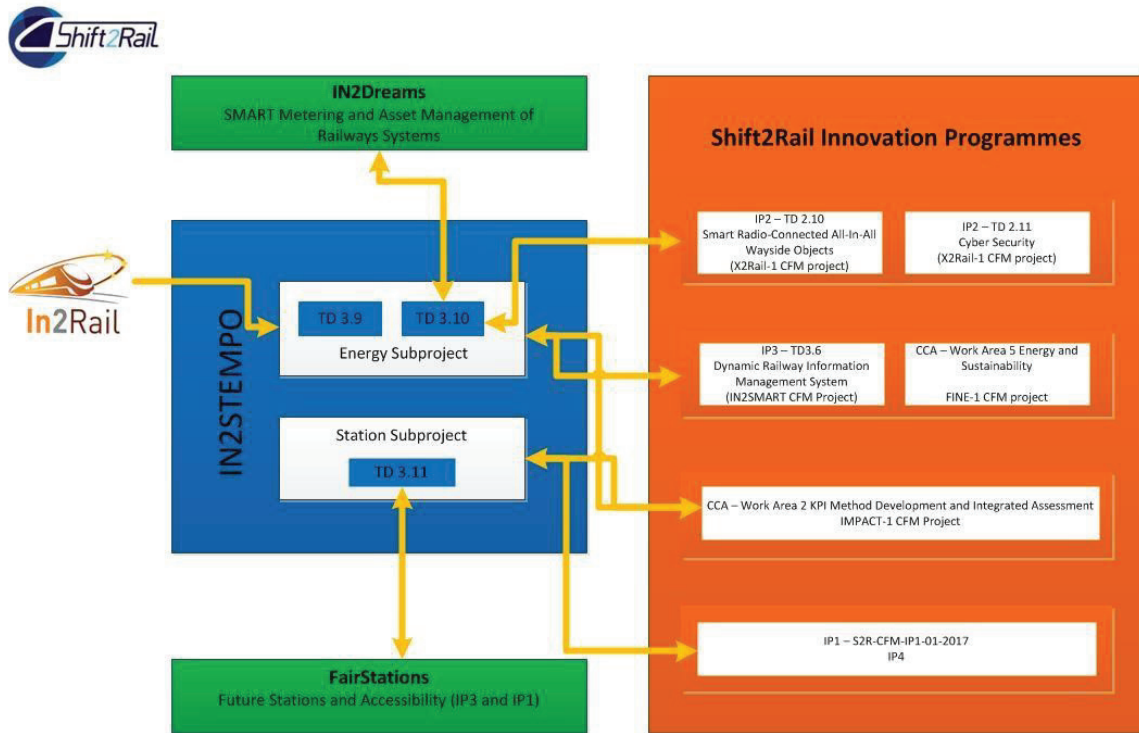 Shift2Rail
IN2Dreams
SMART Metering and Asset Management of
Railways Systems
Shift2Rail Innovation Programmes
IP2 – TD 2.10
Smart Radio-Connected All-In-All
Wayside Objects
(X2Rail-1 CFM project)
IP2 – TD 2.11
Cyber Security
(X2Rail-1 CFM project)
In2Rail
IN2STEMPO
TD 3.9
TD 3.10
Energy Subproject
IP3 – TD3.6
Dynamic Railway Information
Management System
(IN2SMART CFM Project)
CCA – Work Area 5 Energy and
Sustainability
FINE-1 CFM project
Station Subproject
TD 3.11
CCA – Work Area 2 KPI Method Development and Integrated Assessment
IMPACT-1 CFM Project
IP1 – S2R-CFM-IP1-01-2017
IP4
FairStations
Future Stations and Accessibility (IP3 and IP1)